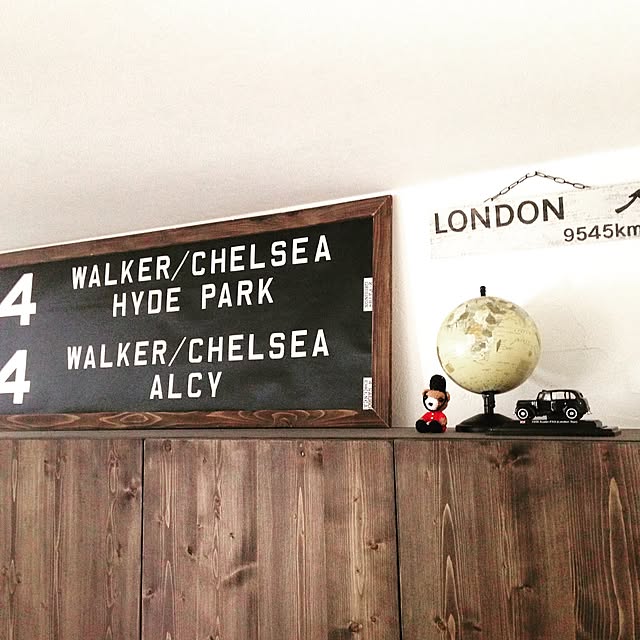 4 WALKER/CHELSEA
HYDE PARK
4 WALKER/CHELSEA
ALCY
LONDON
9545km